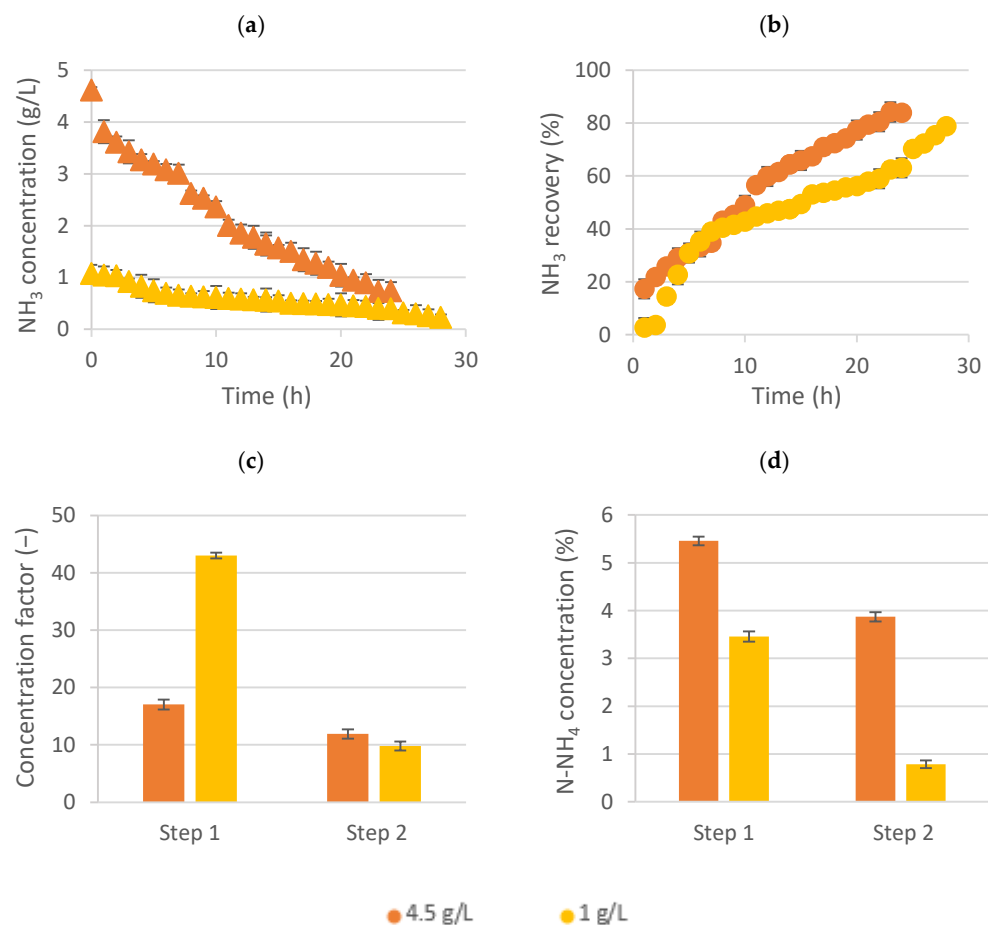 (a)
NH₃ concentration (g/L)
5
4
3
2
1
0
0 10 20 30
Time (h)
(b)
NH₃ recovery (%)
100
80
60
40
20
0
0 10 20 30
Time (h)
(c)
Concentration factor (−)
50
40
30
20
10
0
Step 1 Step 2
(d)
N-NH₄ concentration (%)
6
5
4
3
2
1
0
Step 1 Step 2
4.5 g/L 1 g/L